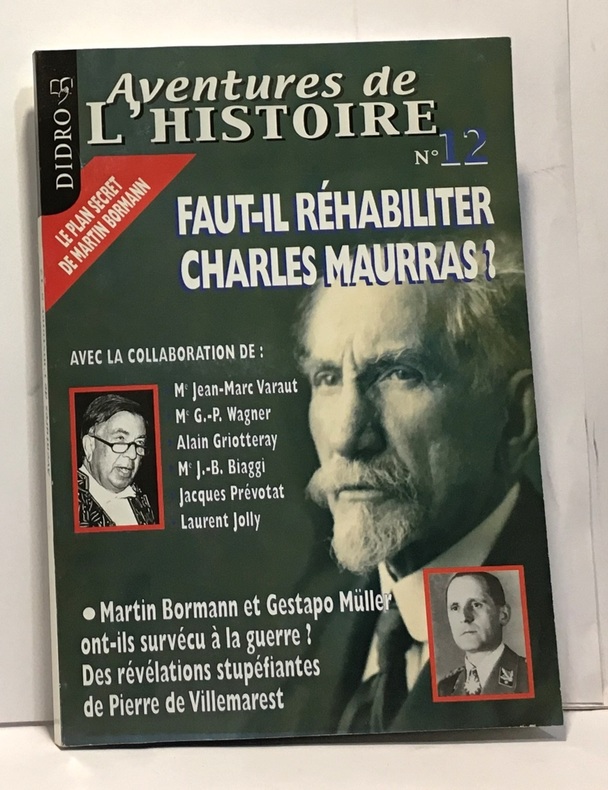 DIDRO
Aventures de
L'HISTOIRE
N° 12
LE PLAN SECRET
DE MARTIN BORMANN
FAUT-IL RÉHABILITER
CHARLES MAURRAS ?
AVEC LA COLLABORATION DE :
Me Jean-Marc Varaut
Me G.-P. Wagner
Alain Griotteray
Me J.-B. Biaggi
Jacques Prévotat
Laurent Jolly
● Martin Bormann et Gestapo Müller
ont-ils survécu à la guerre ?
Des révélations stupéfiantes
de Pierre de Villemarest